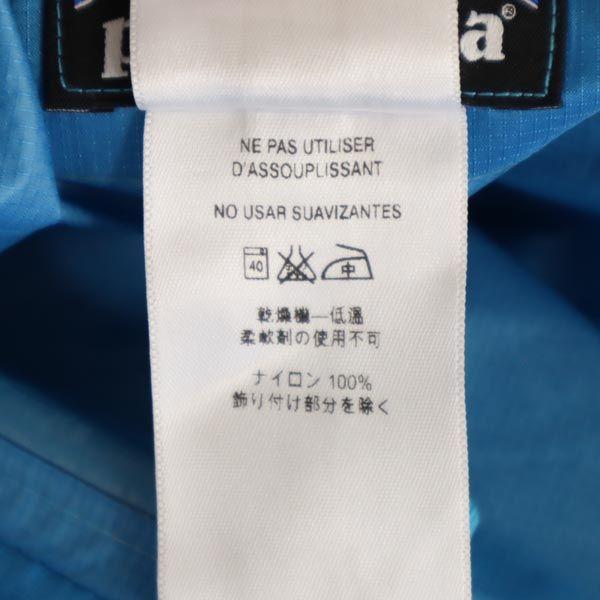 ®
NE PAS UTILISER
D'ASSOUPLISSANT
NO USAR SUAVIZANTES
40 中
乾燥機—低温
柔軟剤の使用不可
ナイロン 100%
飾り付け部分を除く